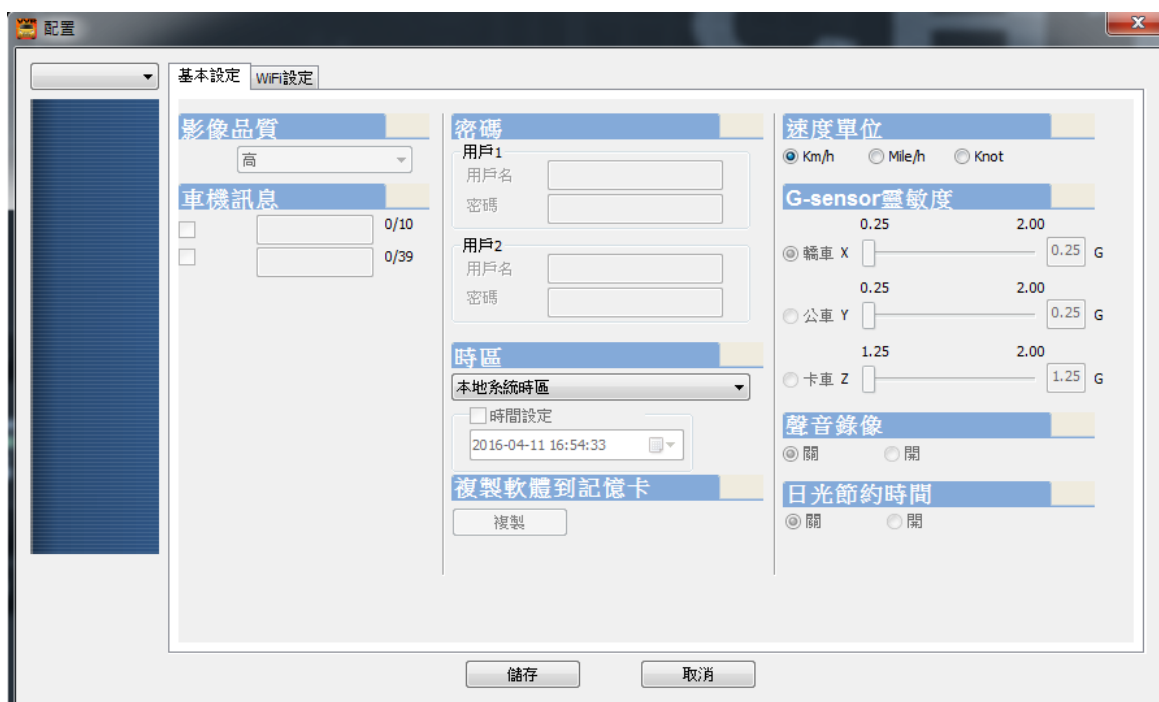 配置
基本設定 WiFi設定
影像品質
高
車機訊息
0/10
0/39
密碼
用戶1
用戶名
密碼
用戶2
用戶名
密碼
時區
本地系統時區
時間設定
2016-04-11 16:54:33
複製軟體到記憶卡
複製
速度單位
Km/h Mile/h Knot
G-sensor靈敏度
0.25 2.00
轎車 X 0.25 G
0.25 2.00
公車 Y 0.25 G
1.25 2.00
卡車 Z 1.25 G
聲音錄像
關 開
日光節約時間
關 開
儲存 取消